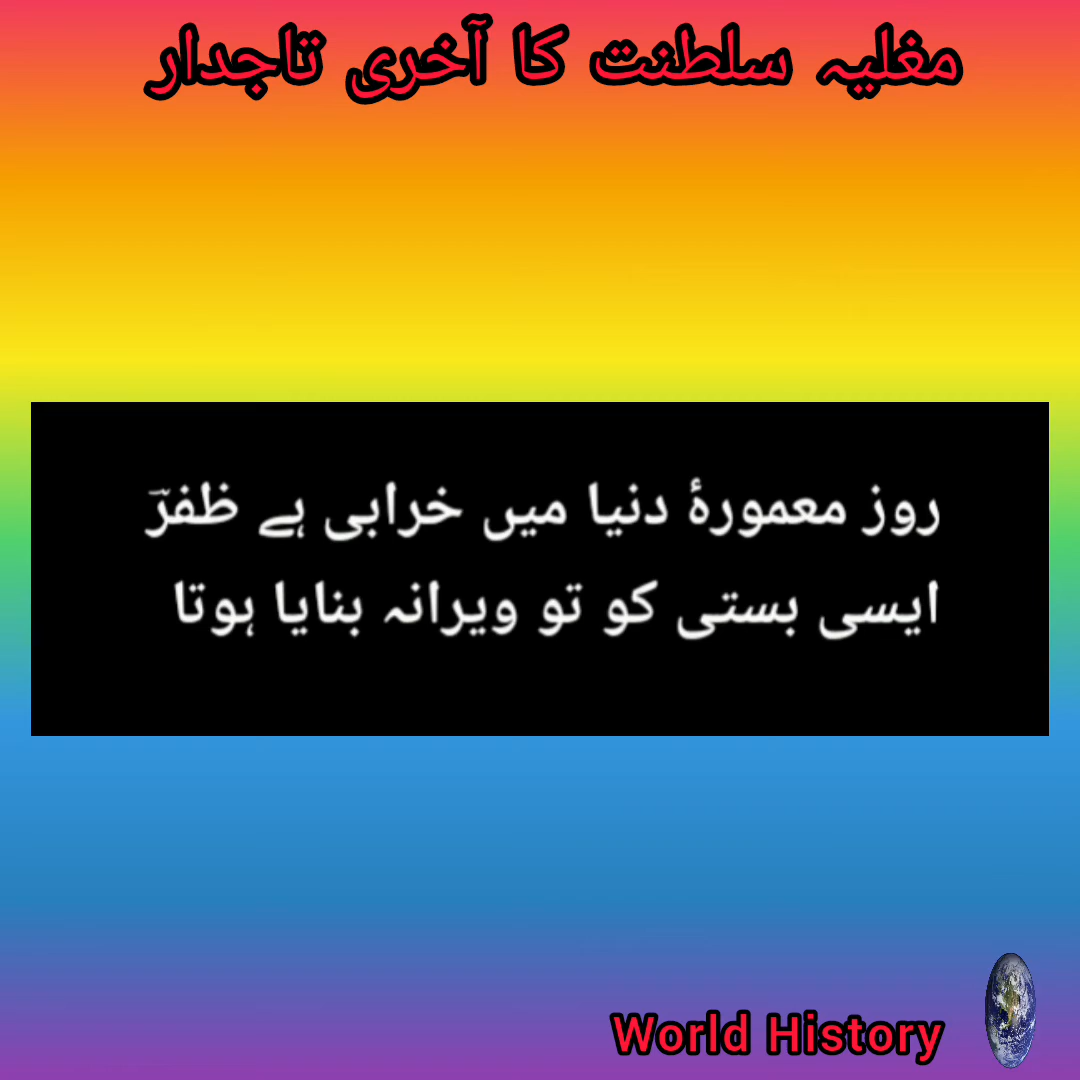 مغلیہ سلطنت کا آخری تاجدار
روز معمورۂ دنیا میں خرابی ہے ظفرؔ
ایسی بستی کو تو ویرانہ بنایا ہوتا
World History